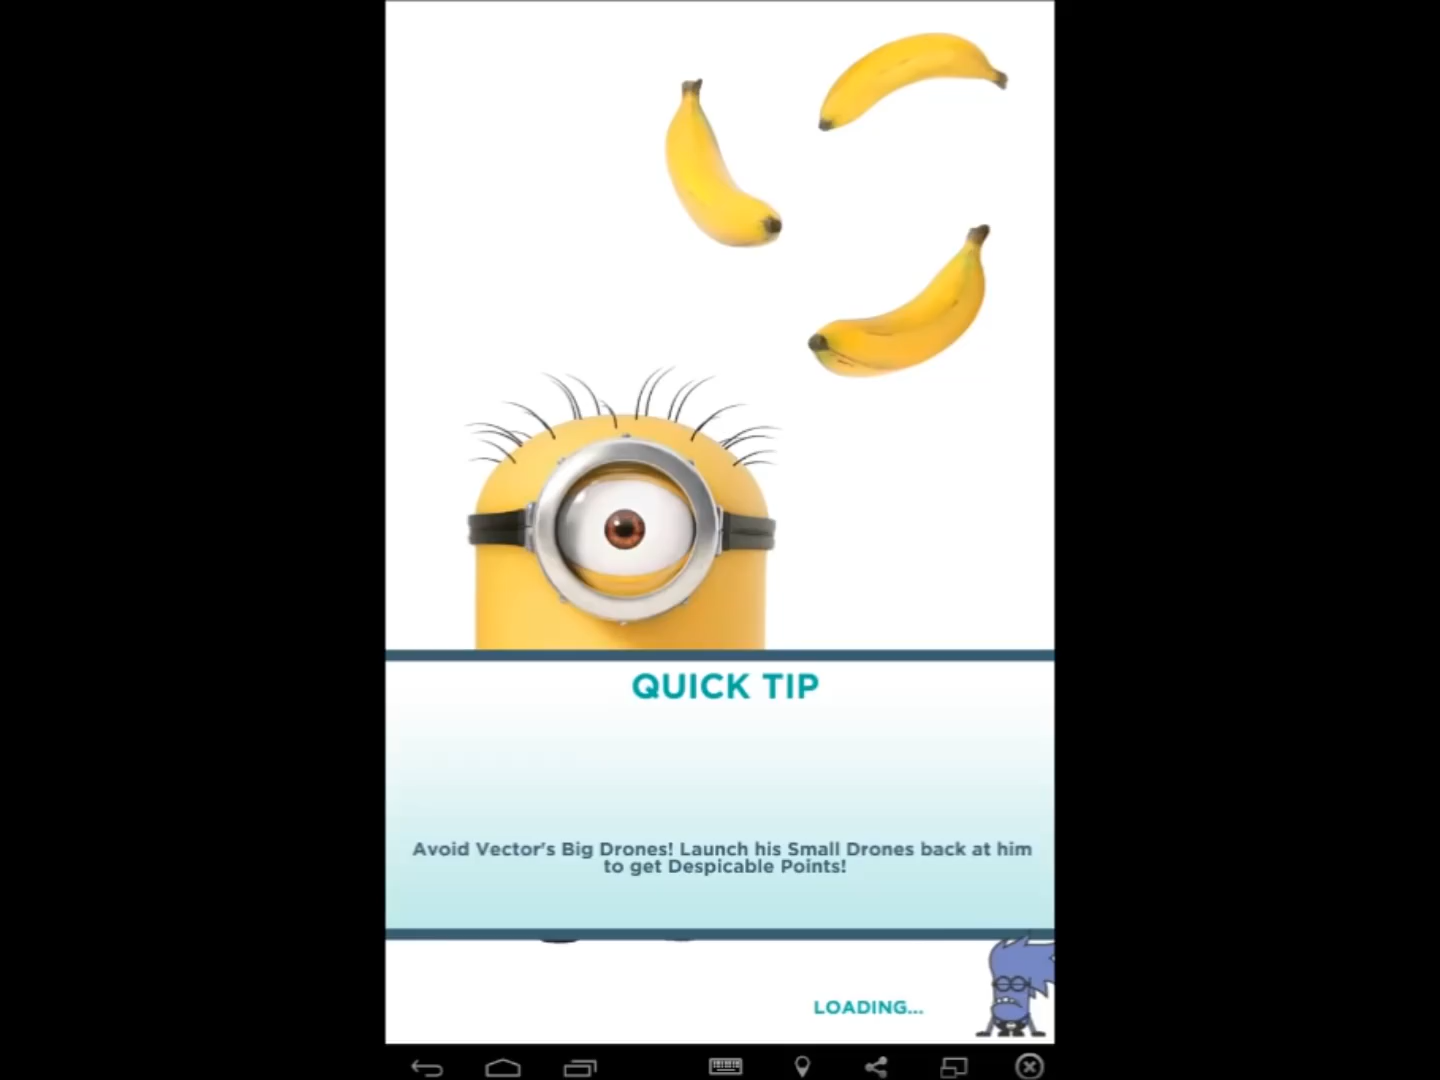 QUICK TIP
Avoid Vector's Big Drones! Launch his Small Drones back at him
to get Despicable Points!
LOADING...